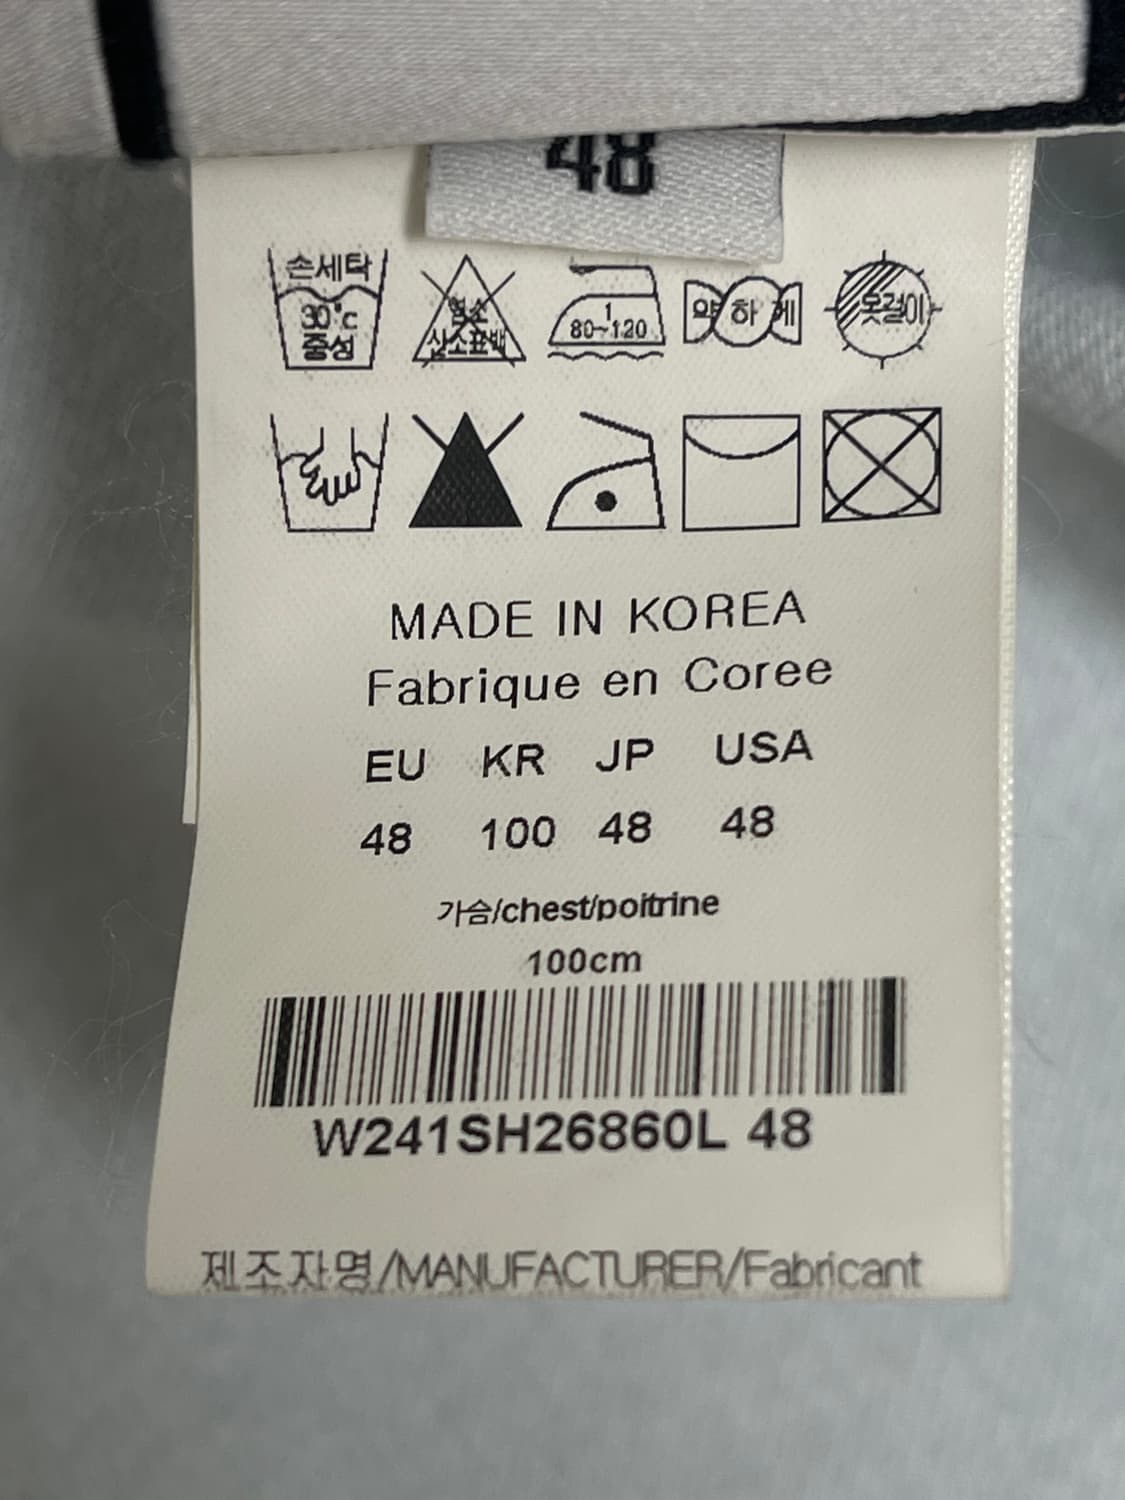 48
손세탁
30°c
중성
염소
산소표백
1
80~120
약하게
옷걸이
MADE IN KOREA
Fabrique en Coree
EU KR JP USA
48 100 48 48
가슴/chest/poitrine
100cm
W241SH26860L 48
제조자명/MANUFACTURER/Fabricant